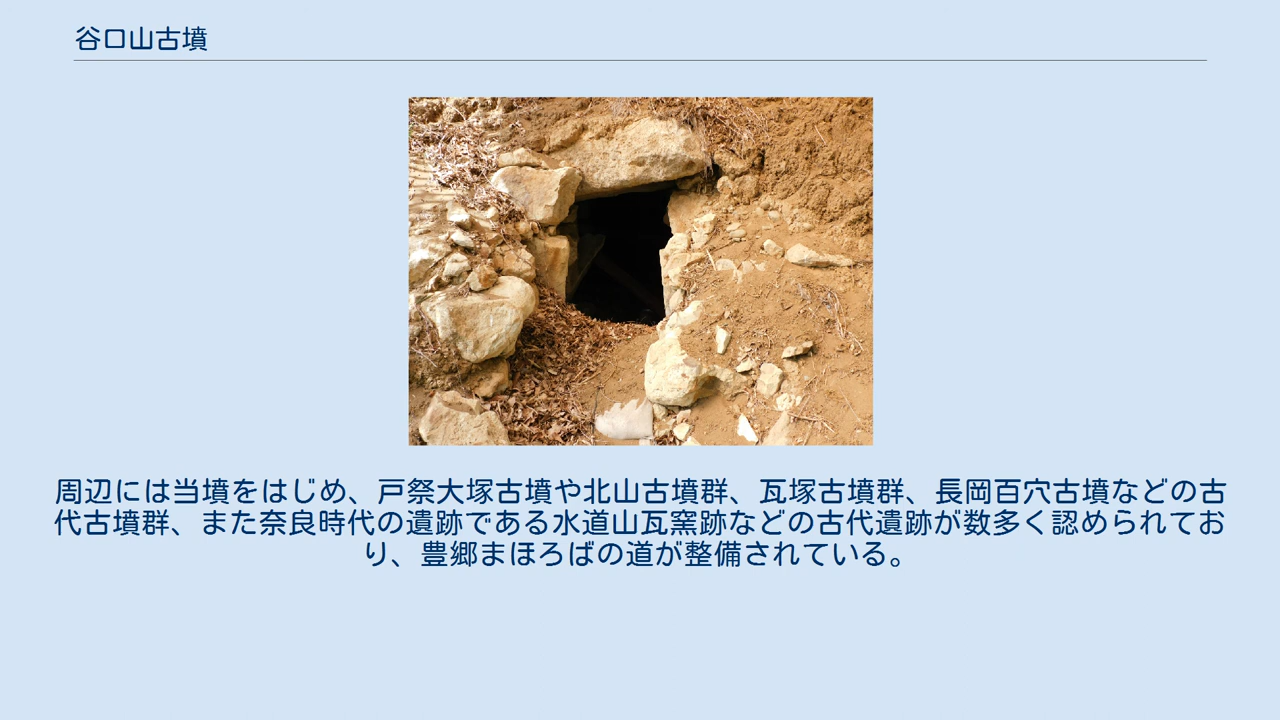 谷口山古墳
周辺には当墳をはじめ、戸祭大塚古墳や北山古墳群、瓦塚古墳群、長岡百穴古墳などの古
代古墳群、また奈良時代の遺跡である水道山瓦窯跡などの古代遺跡が数多く認められてお
り、豊郷まほろばの道が整備されている。